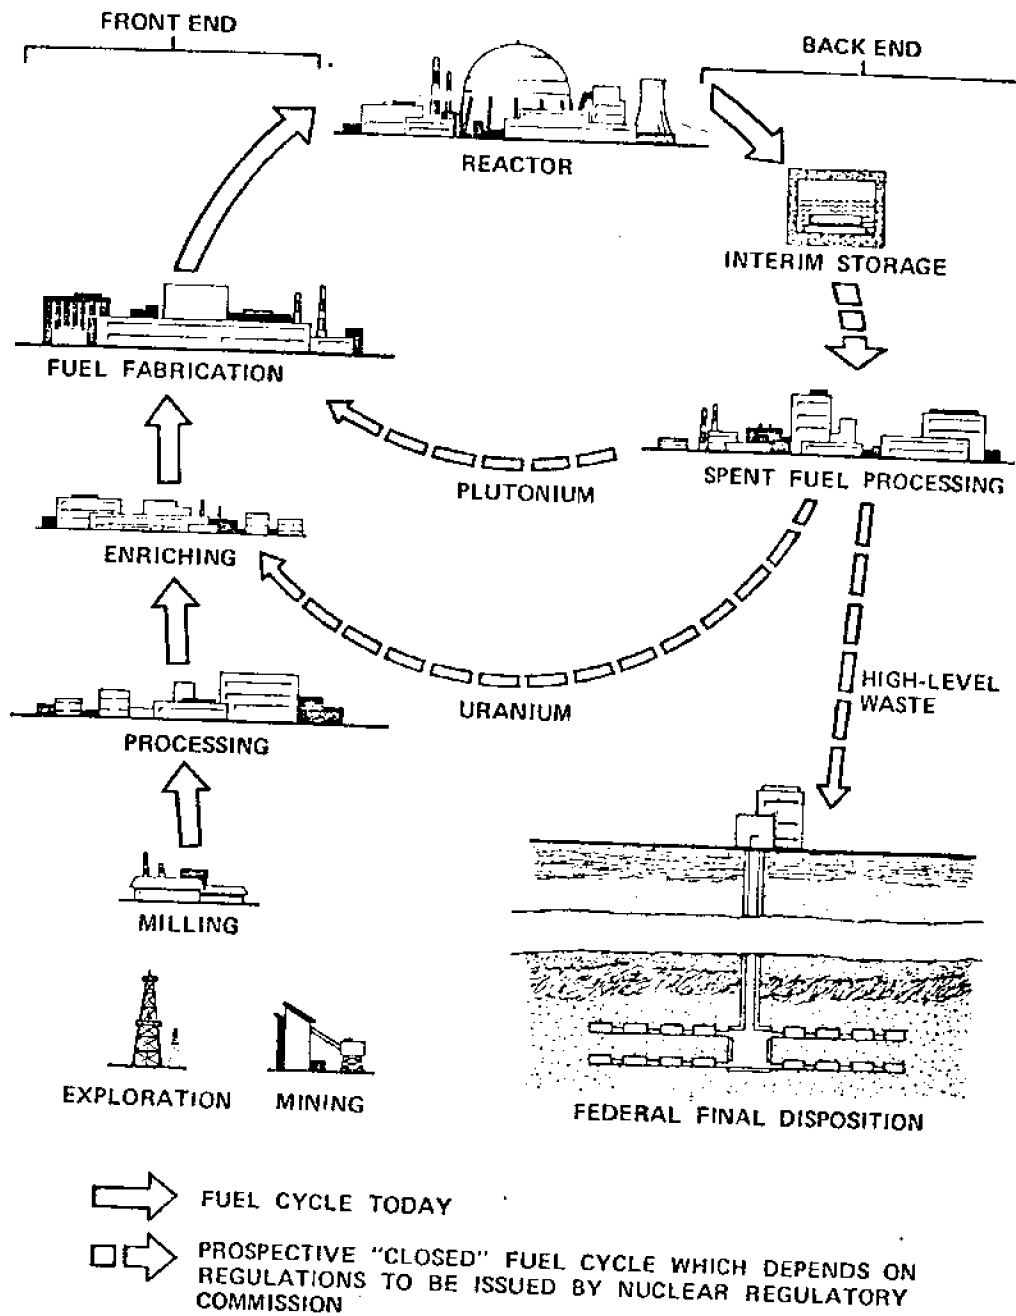 FRONT END
BACK END
REACTOR
INTERIM STORAGE
FUEL FABRICATION
PLUTONIUM
SPENT FUEL PROCESSING
ENRICHING
URANIUM
HIGH-LEVEL
WASTE
PROCESSING
MILLING
EXPLORATION
MINING
FEDERAL FINAL DISPOSITION
FUEL CYCLE TODAY
PROSPECTIVE "CLOSED" FUEL CYCLE WHICH DEPENDS ON
REGULATIONS TO BE ISSUED BY NUCLEAR REGULATORY
COMMISSION